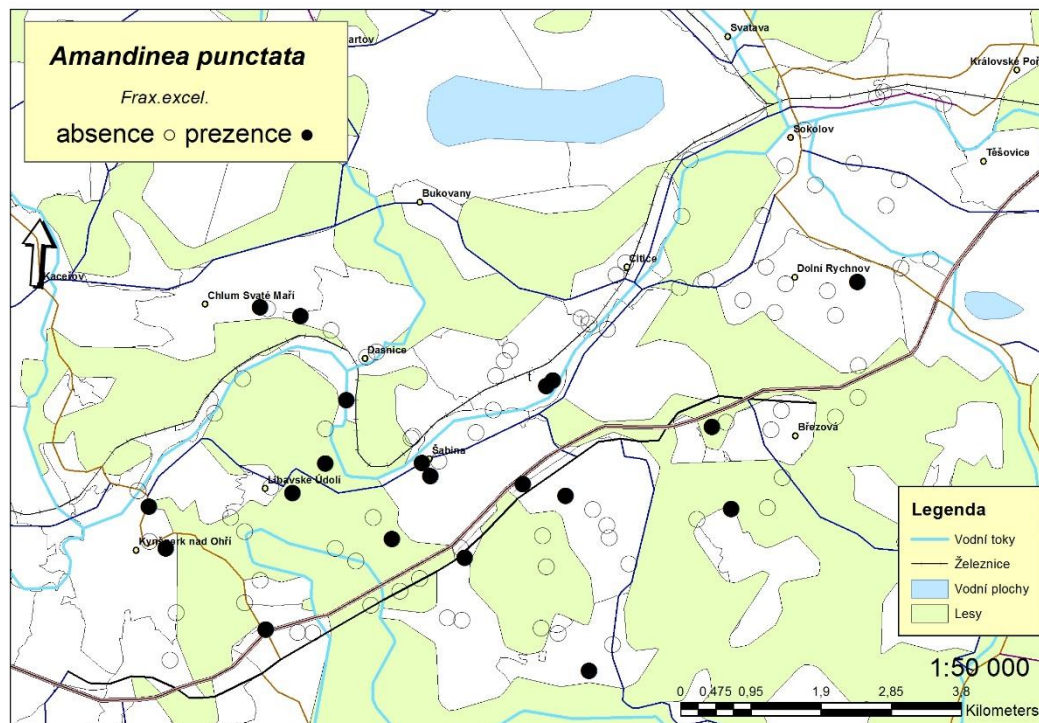 Amandinea punctata
Frax.excel.
absence ○ prezence ●
artov
Svatava
Královské Poř
Sokolov
Těšovice
Bukovany
Citice
Dolní Rychnov
Kaceřov
Chlum Svaté Maří
Dasnice
t
Šabina
Březová
Libavské Údolí
Kynšperk nad Ohří
Legenda
Vodní toky
Železnice
Vodní plochy
Lesy
1:50 000
0 0,475 0,95 1,9 2,85 3,8
Kilometers